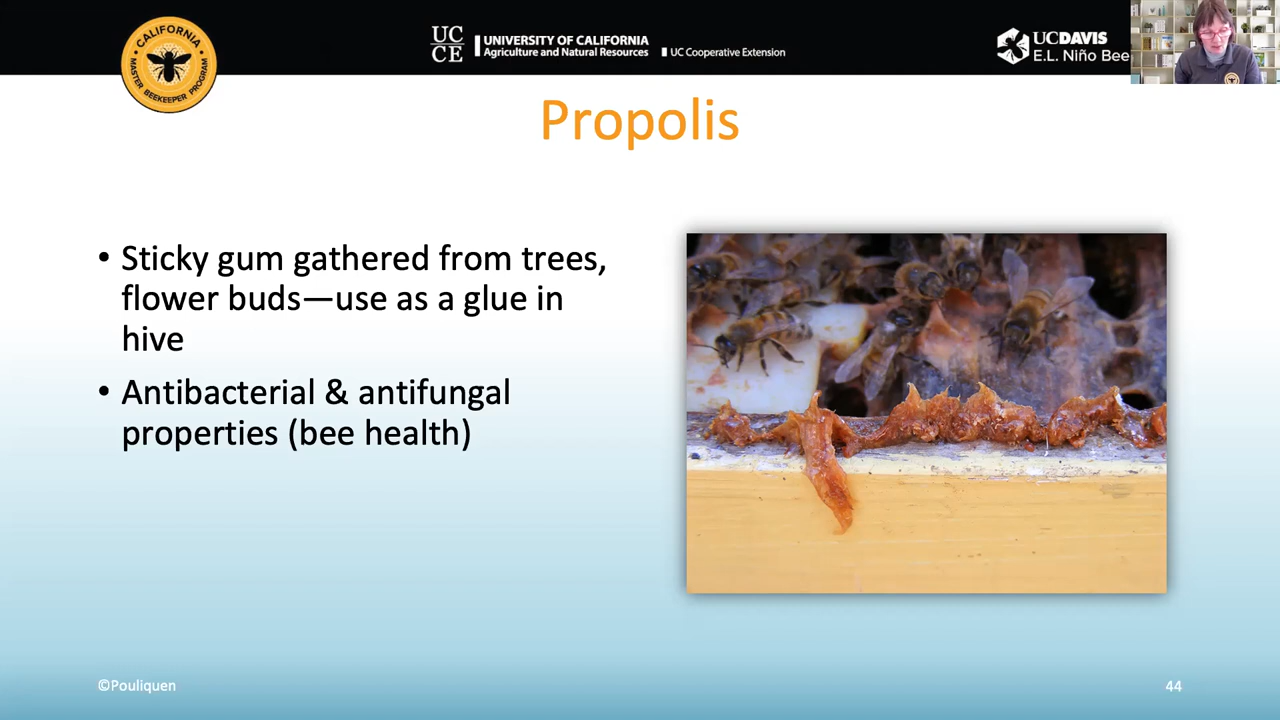 CALIFORNIA
MASTER BEEKEEPER PROGRAM
UC
CE
UNIVERSITY OF CALIFORNIA
Agriculture and Natural Resources
UC Cooperative Extension
UCDAVIS
E.L. Niño Bee
Propolis
• Sticky gum gathered from trees,
flower buds—use as a glue in
hive
• Antibacterial & antifungal
properties (bee health)
©Pouliquen
44